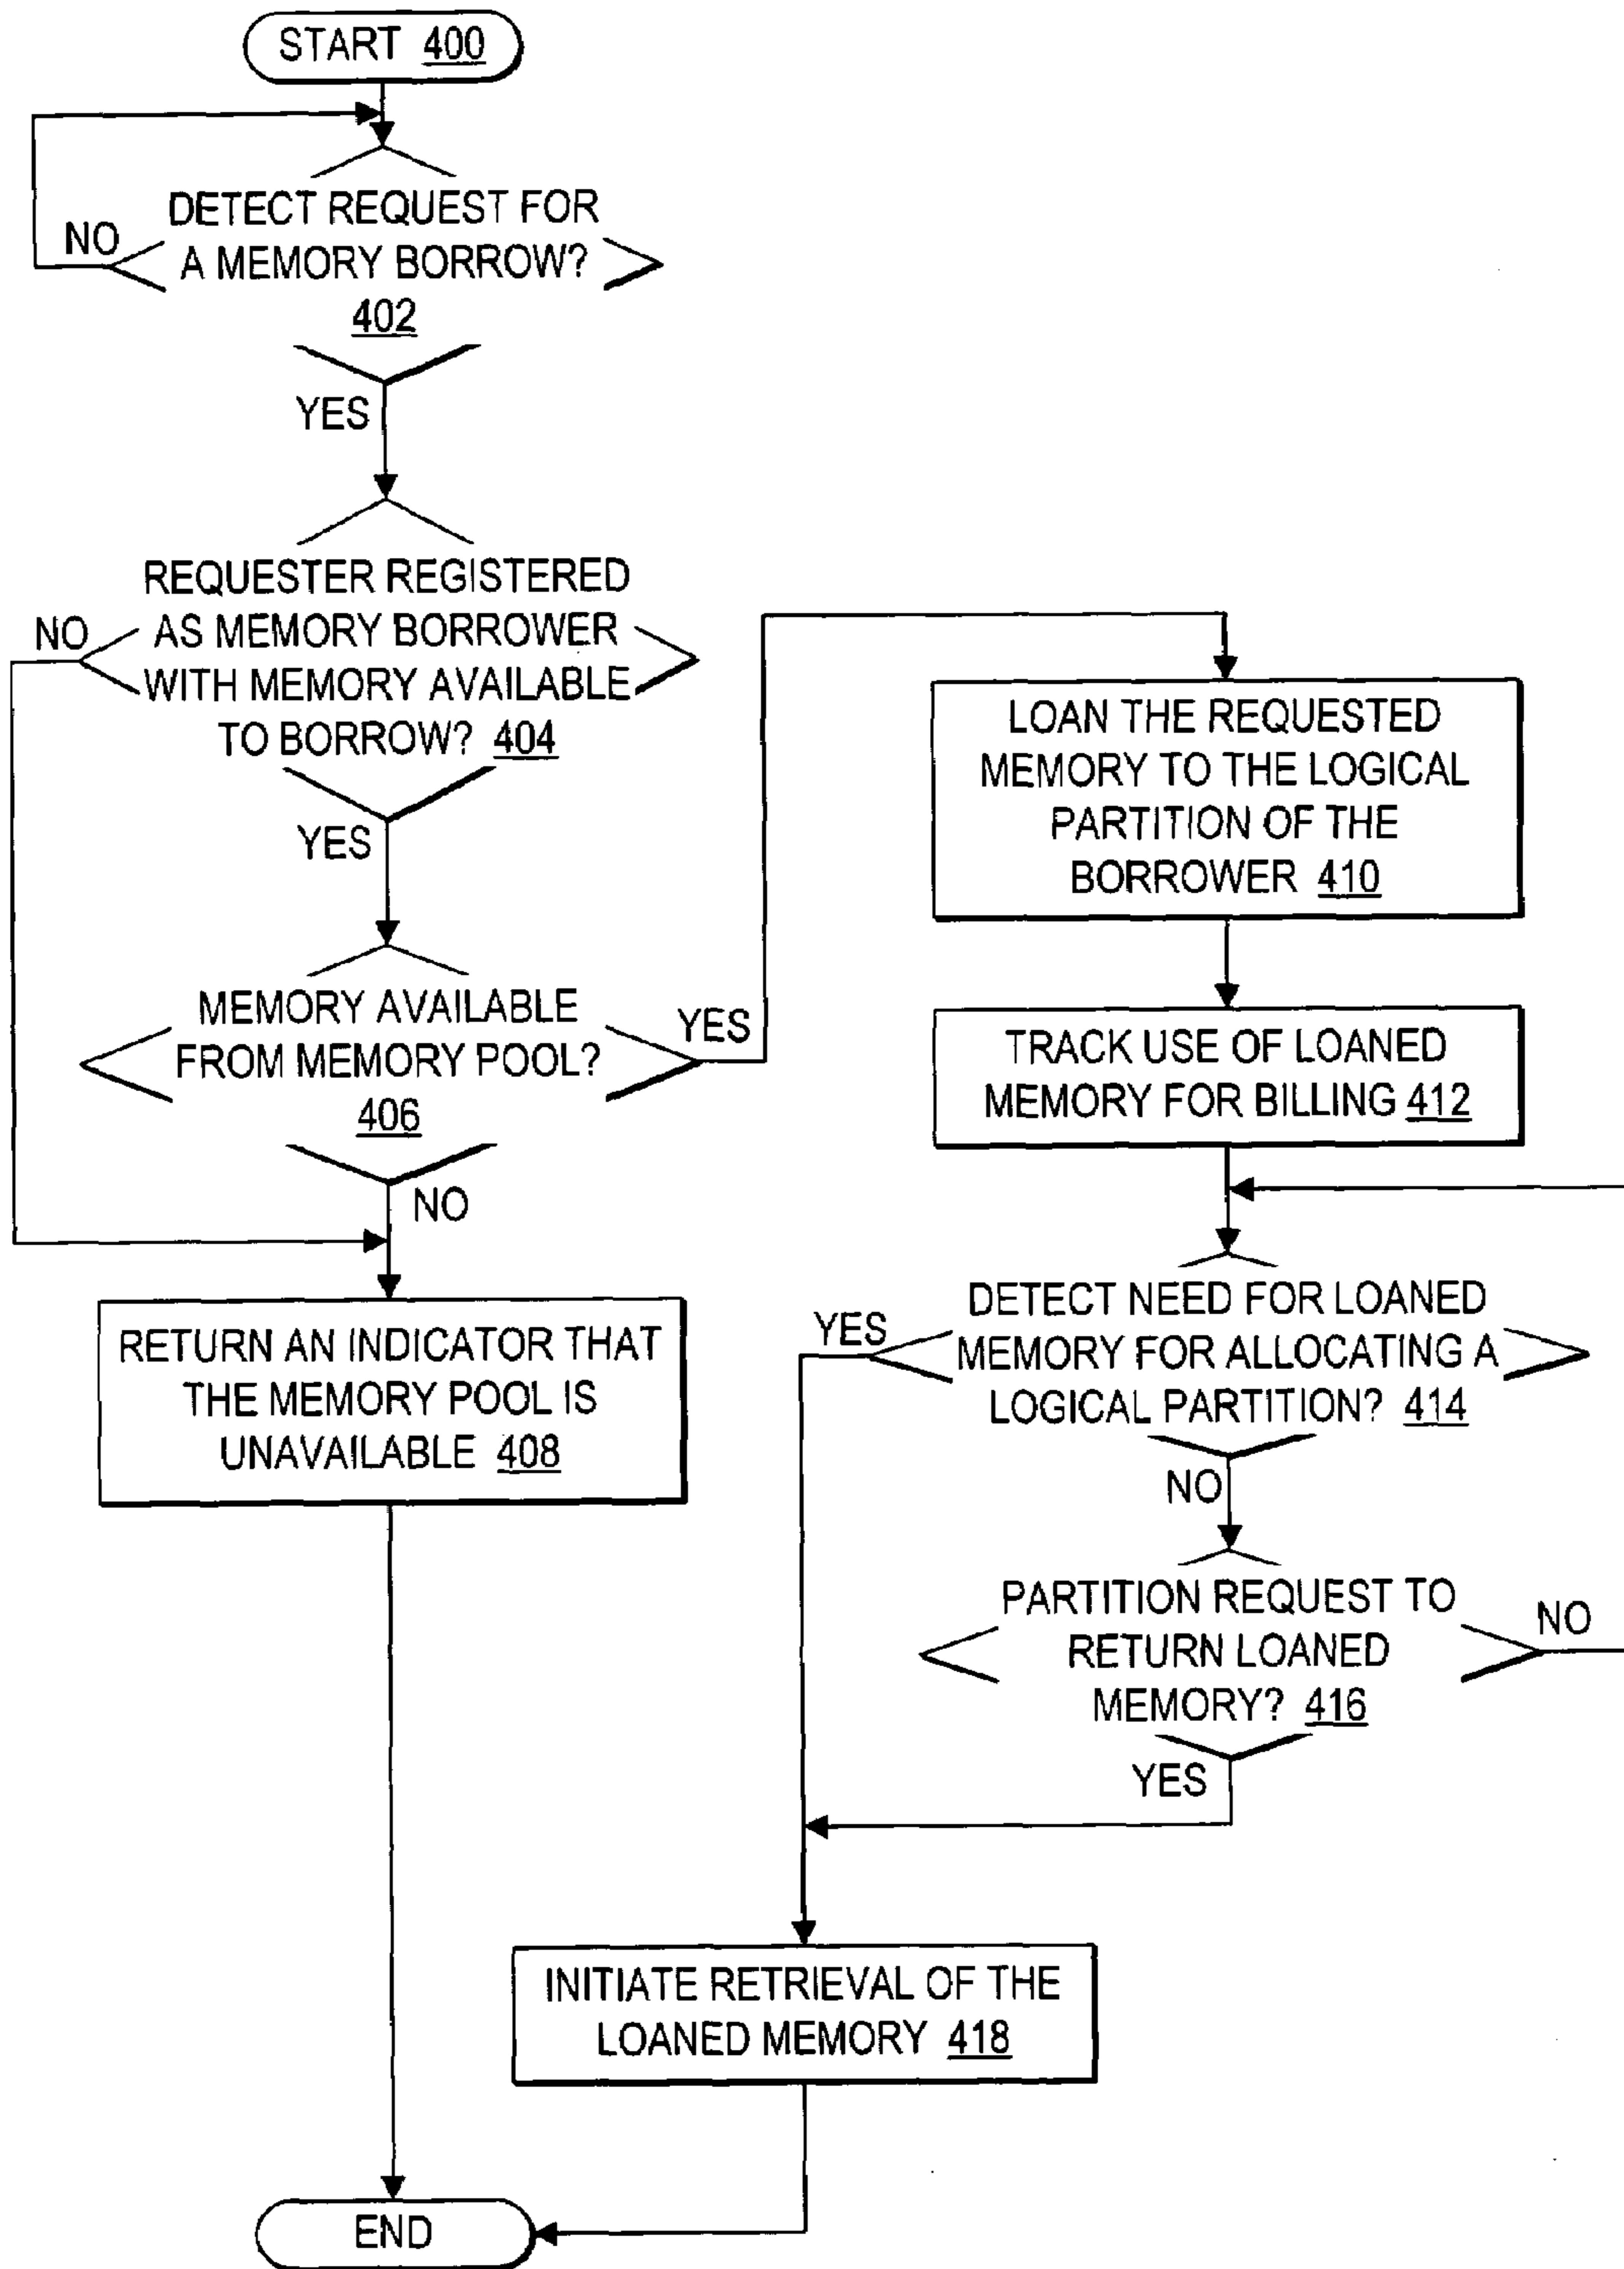 START 400
DETECT REQUEST FOR
NO
A MEMORY BORROW?
402
YES
REQUESTER REGISTERED
NO
AS MEMORY BORROWER
WITH MEMORY AVAILABLE
TO BORROW? 404
YES
MEMORY AVAILABLE
YES
FROM MEMORY POOL?
406
NO
RETURN AN INDICATOR THAT
THE MEMORY POOL IS
UNAVAILABLE 408
LOAN THE REQUESTED
MEMORY TO THE LOGICAL
PARTITION OF THE
BORROWER 410
TRACK USE OF LOANED
MEMORY FOR BILLING 412
DETECT NEED FOR LOANED
YES
MEMORY FOR ALLOCATING A
LOGICAL PARTITION? 414
NO
PARTITION REQUEST TO
NO
RETURN LOANED
MEMORY? 416
YES
INITIATE RETRIEVAL OF THE
LOANED MEMORY 418
END